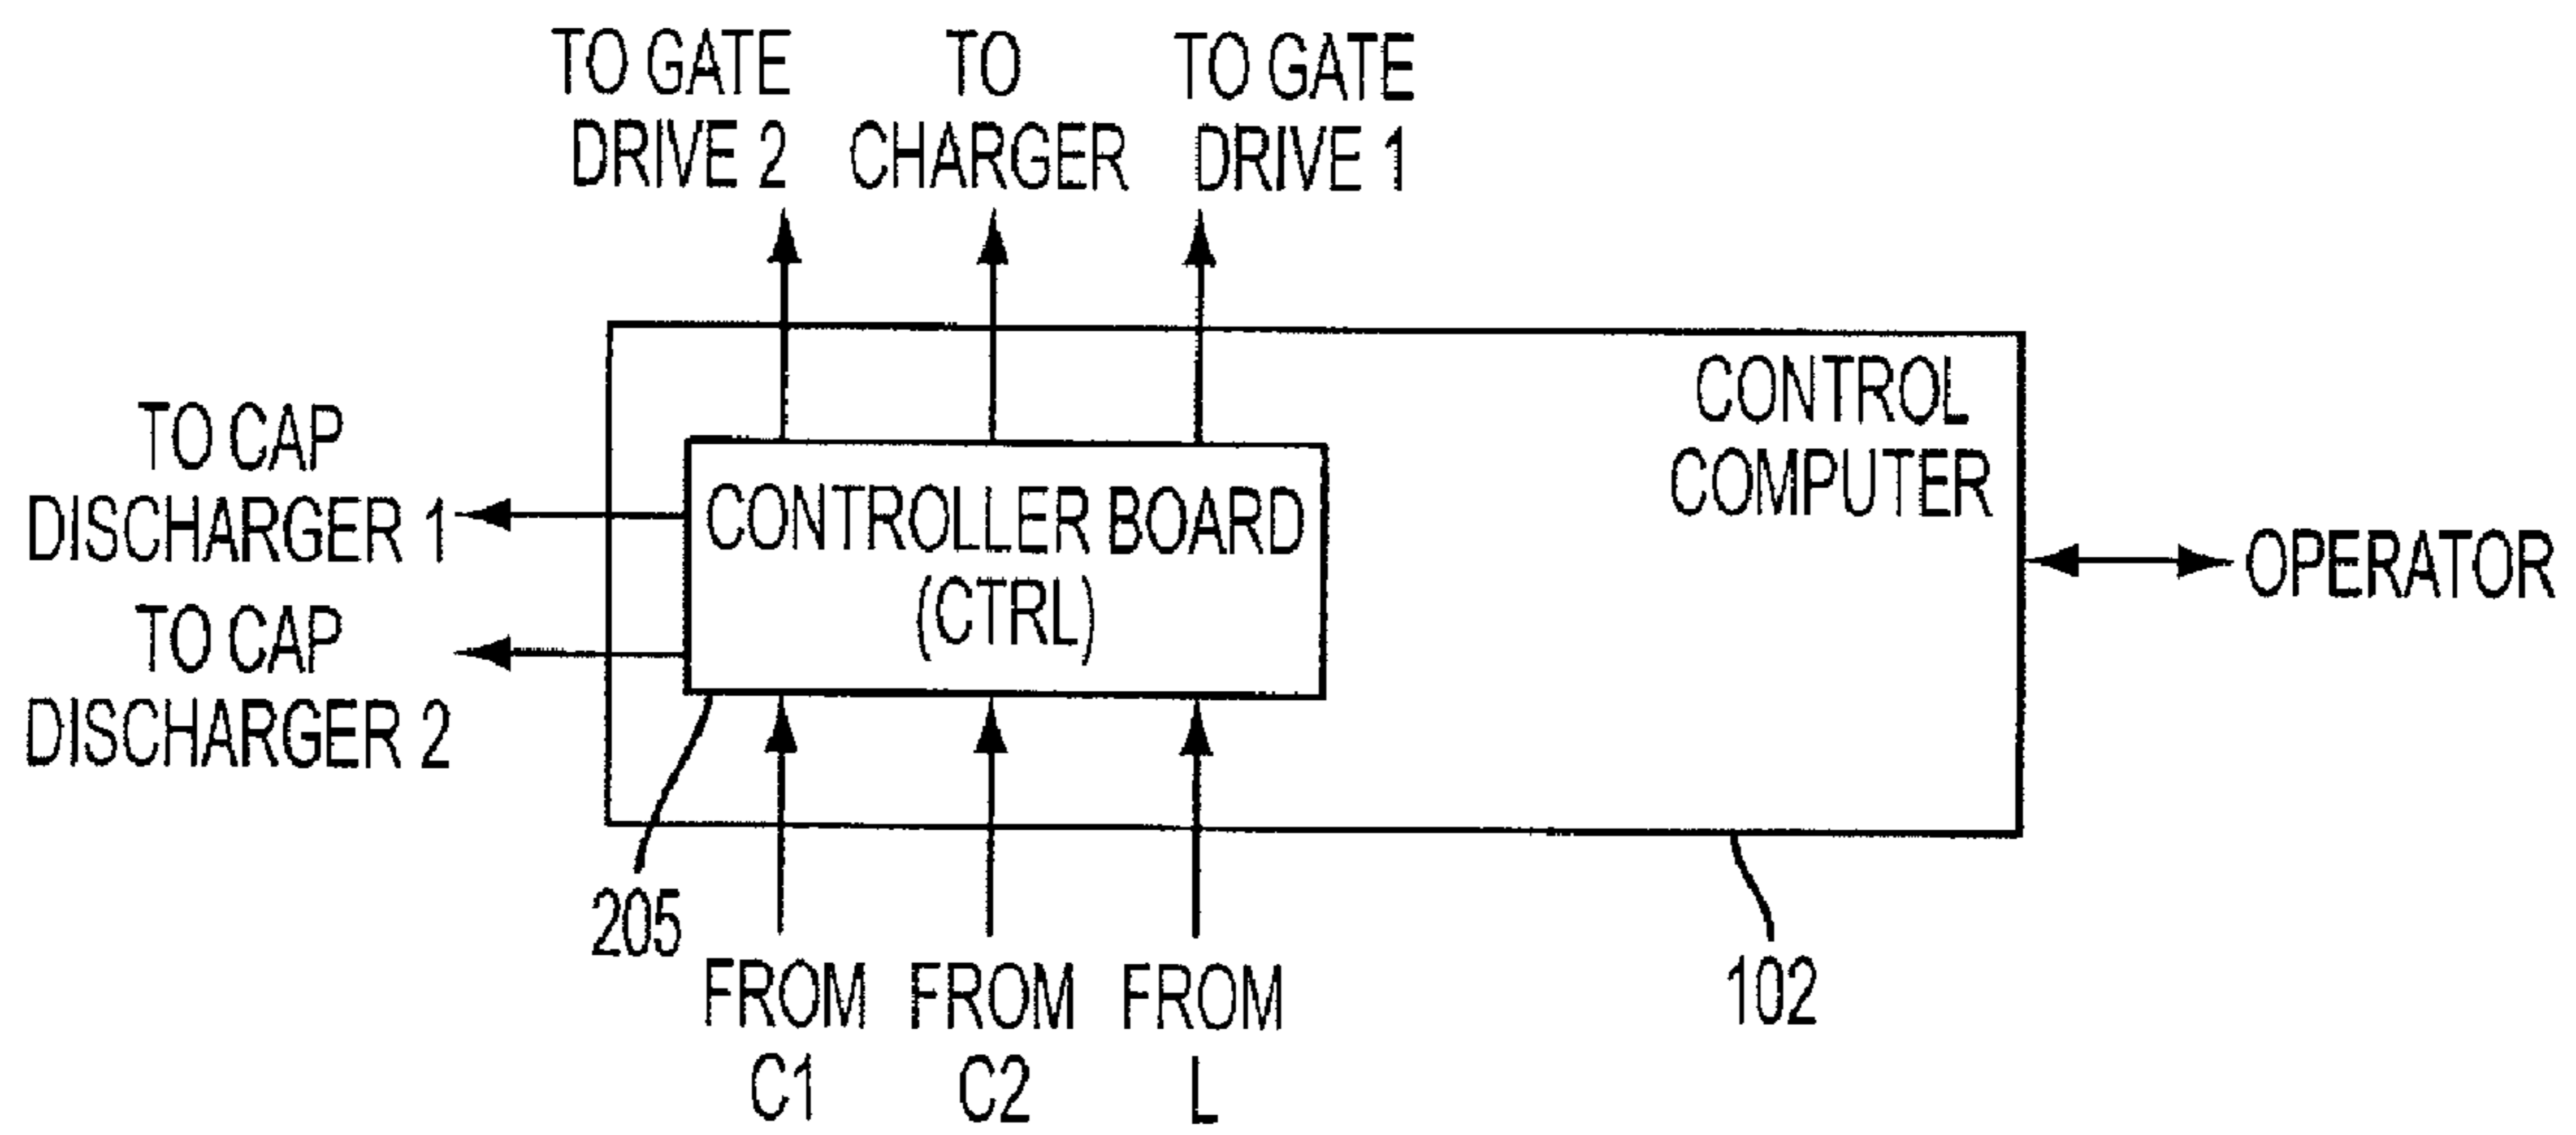 TO GATE
DRIVE 2
TO
CHARGER
TO GATE
DRIVE 1
CONTROL
COMPUTER
TO CAP
DISCHARGER 1
CONTROLLER BOARD
(CTRL)
OPERATOR
TO CAP
DISCHARGER 2
205
FROM
C1
FROM
C2
FROM
L
102